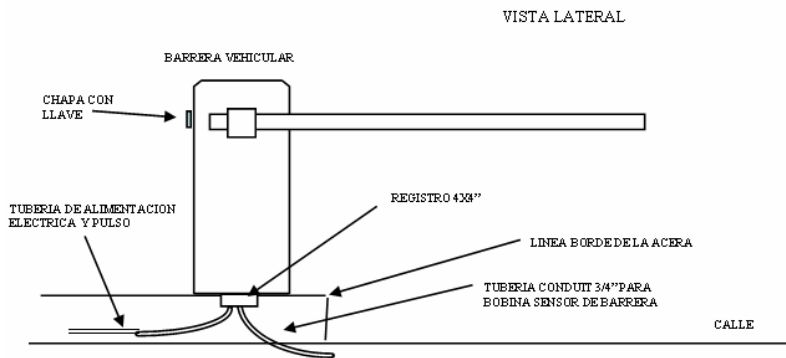 VISTA LATERAL
BARRERA VEHICULAR
CHAPA CON
LLAVE
REGISTRO 4X4”
TUBERIA DE ALIMENTACION
ELECTRICA Y PULSO
LINEA BORDE DE LA ACERA
TUBERIA CONDUIT 3/4” PARA
BOBINA SENSOR DE BARRERA
CALLE